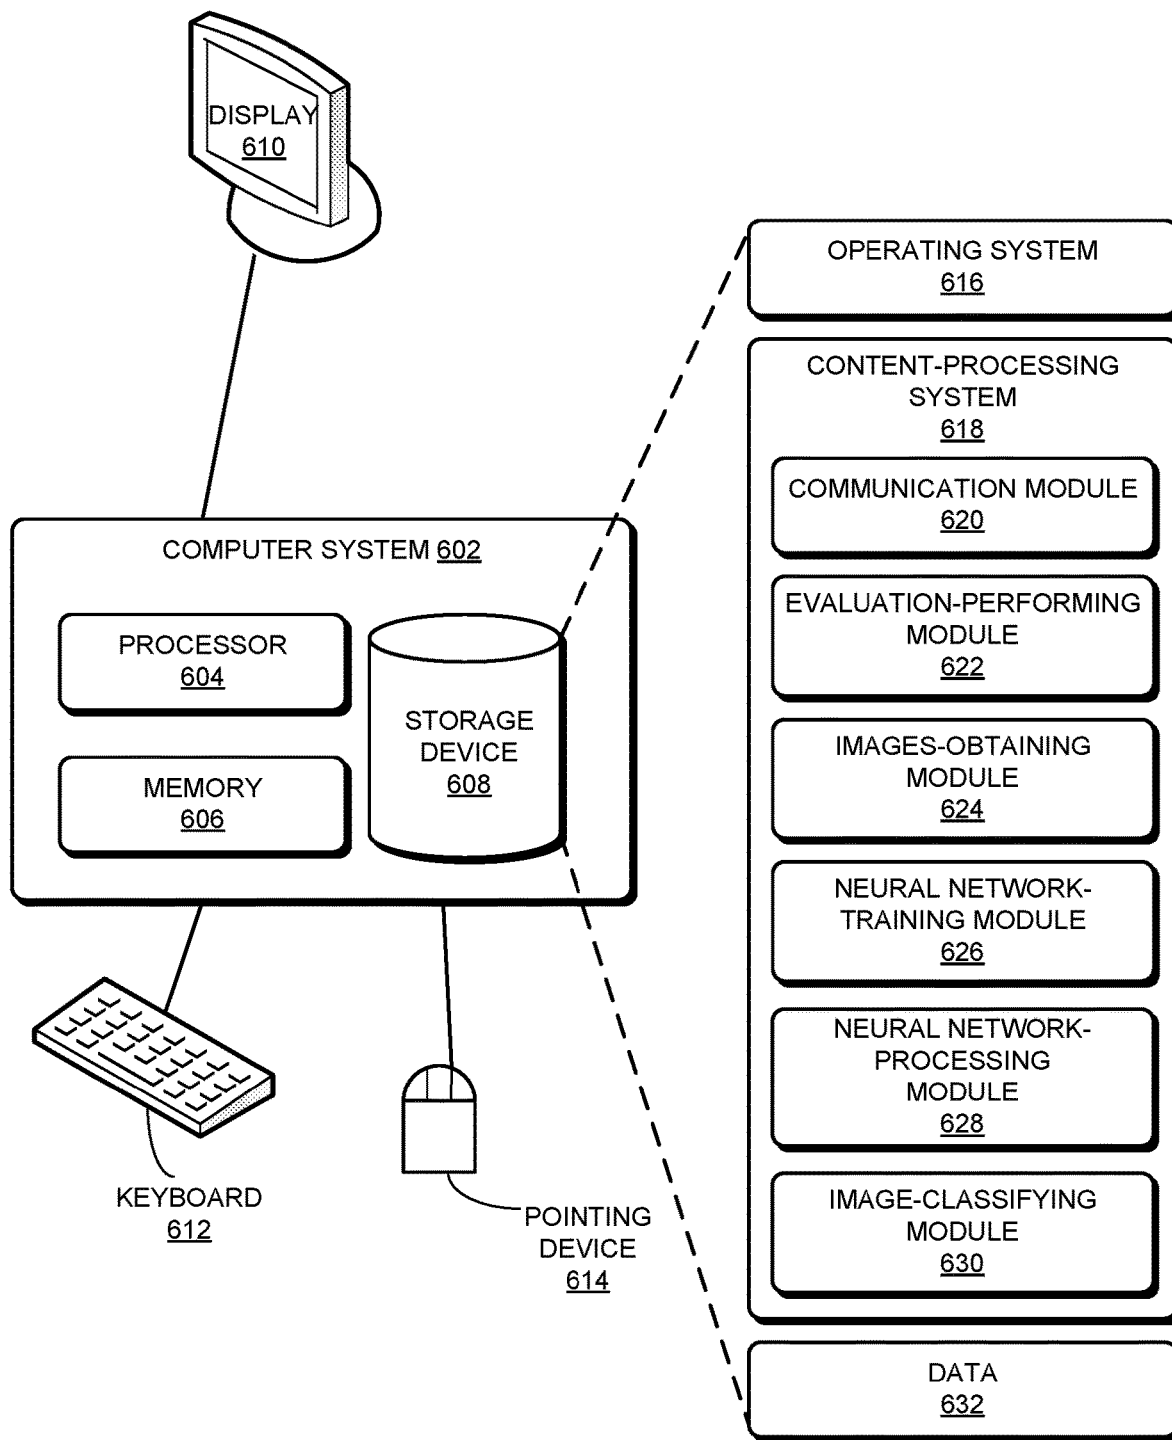 DISPLAY
610
OPERATING SYSTEM
616
CONTENT-PROCESSING
SYSTEM
618
COMMUNICATION MODULE
620
EVALUATION-PERFORMING
MODULE
622
IMAGES-OBTAINING
MODULE
624
NEURAL NETWORK-
TRAINING MODULE
626
NEURAL NETWORK-
PROCESSING
MODULE
628
IMAGE-CLASSIFYING
MODULE
630
DATA
632
COMPUTER SYSTEM 602
PROCESSOR
604
MEMORY
606
STORAGE
DEVICE
608
KEYBOARD
612
POINTING
DEVICE
614